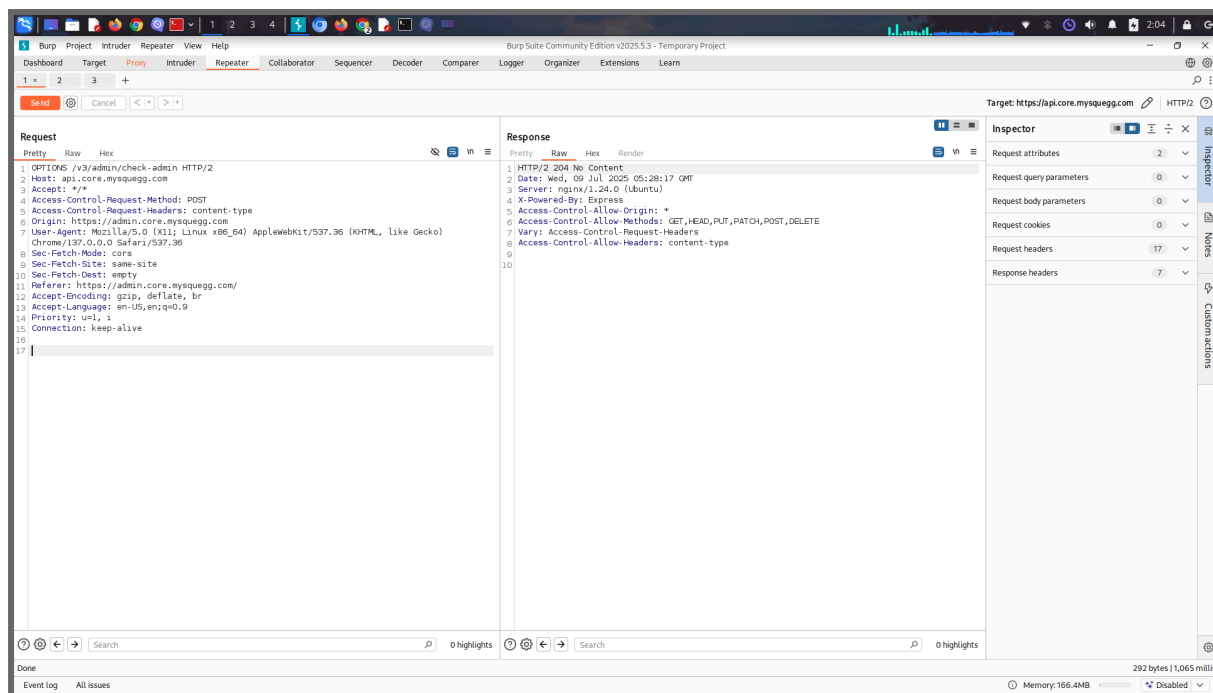 1 2 3 4 2:04
Burp Project Intruder Repeater View Help Burp Suite Community Edition v2025.5.3 - Temporary Project
Dashboard Target Proxy Intruder Repeater Collaborator Sequencer Decoder Comparer Logger Organizer Extensions Learn
1 × 2 3 +
Send Cancel < > Target: https://api.core.mysquegg.com HTTP/2
Request
Pretty Raw Hex \n
1 OPTIONS /v3/admin/check-admin HTTP/2
2 Host: api.core.mysquegg.com
3 Accept: */*
4 Access-Control-Request-Method: POST
5 Access-Control-Request-Headers: content-type
6 Origin: https://admin.core.mysquegg.com
7 User-Agent: Mozilla/5.0 (X11; Linux x86_64) AppleWebKit/537.36 (KHTML, like Gecko)
Chrome/137.0.0.0 Safari/537.36
8 Sec-Fetch-Mode: cors
9 Sec-Fetch-Site: same-site
10 Sec-Fetch-Dest: empty
11 Referer: https://admin.core.mysquegg.com/
12 Accept-Encoding: gzip, deflate, br
13 Accept-Language: en-US,en;q=0.9
14 Priority: u=1, i
15 Connection: keep-alive
16
17
Search 0 highlights
Response
Pretty Raw Hex Render \n
1 HTTP/2 204 No Content
2 Date: Wed, 09 Jul 2025 05:28:17 GMT
3 Server: nginx/1.24.0 (Ubuntu)
4 X-Powered-By: Express
5 Access-Control-Allow-Origin: *
6 Access-Control-Allow-Methods: GET,HEAD,PUT,PATCH,POST,DELETE
7 Vary: Access-Control-Request-Headers
8 Access-Control-Allow-Headers: content-type
9
10
Search 0 highlights
Inspector
Request attributes 2
Request query parameters 0
Request body parameters 0
Request cookies 0
Request headers 17
Response headers 7
Inspector
Notes
Custom actions
Done 292 bytes | 1,065 milli
Event log All issues Memory: 166.4MB Disabled